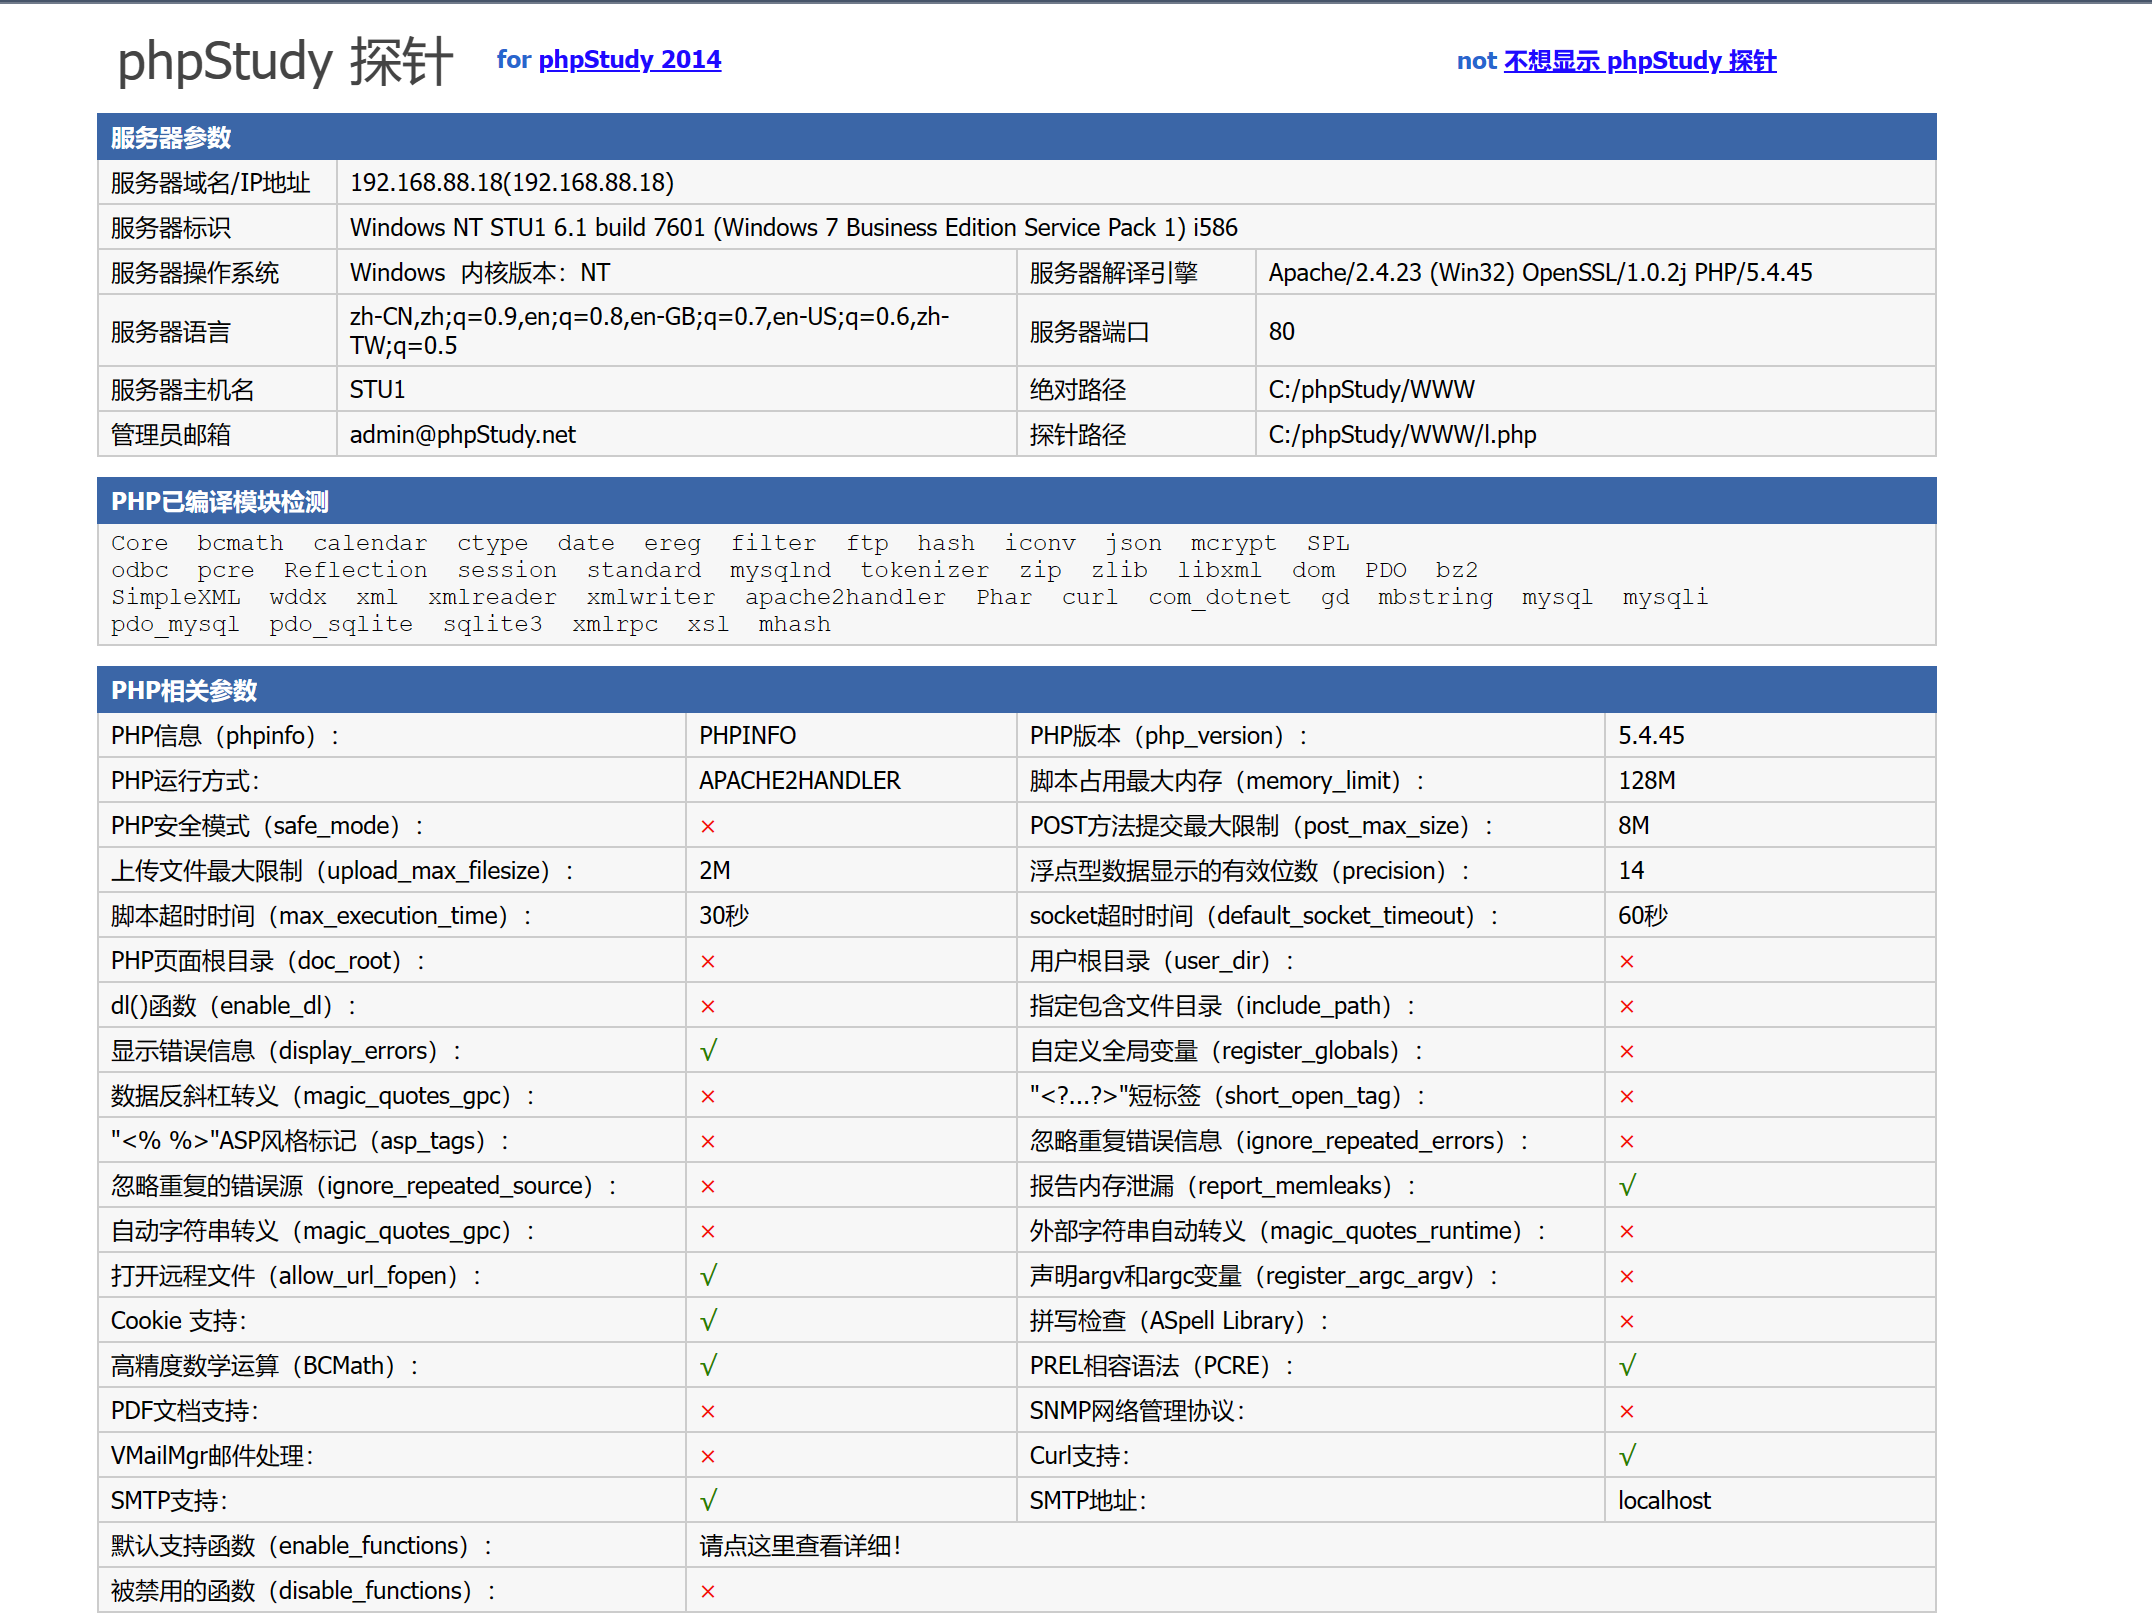 phpStudy 探针 for phpStudy 2014 not 不想显示 phpStudy 探针
服务器参数
服务器域名/IP地址 192.168.88.18(192.168.88.18)
服务器标识 Windows NT STU1 6.1 build 7601 (Windows 7 Business Edition Service Pack 1) i586
服务器操作系统 Windows 内核版本：NT 服务器解译引擎 Apache/2.4.23 (Win32) OpenSSL/1.0.2j PHP/5.4.45
服务器语言 zh-CN,zh;q=0.9,en;q=0.8,en-GB;q=0.7,en-US;q=0.6,zh-
TW;q=0.5 服务器端口 80
服务器主机名 STU1 绝对路径 C:/phpStudy/WWW
管理员邮箱 admin@phpStudy.net 探针路径 C:/phpStudy/WWW/l.php
PHP已编译模块检测
Core bcmath calendar ctype date ereg filter ftp hash iconv json mcrypt SPL
odbc pcre Reflection session standard mysqlnd tokenizer zip zlib libxml dom PDO bz2
SimpleXML wddx xml xmlreader xmlwriter apache2handler Phar curl com_dotnet gd mbstring mysql mysqli
pdo_mysql pdo_sqlite sqlite3 xmlrpc xsl mhash
PHP相关参数
PHP信息（phpinfo）： PHPINFO PHP版本（php_version）： 5.4.45
PHP运行方式： APACHE2HANDLER 脚本占用最大内存（memory_limit）： 128M
PHP安全模式（safe_mode）： × POST方法提交最大限制（post_max_size）： 8M
上传文件最大限制（upload_max_filesize）： 2M 浮点型数据显示的有效位数（precision）： 14
脚本超时时间（max_execution_time）： 30秒 socket超时时间（default_socket_timeout）： 60秒
PHP页面根目录（doc_root）： × 用户根目录（user_dir）： ×
dl()函数（enable_dl）： × 指定包含文件目录（include_path）： ×
显示错误信息（display_errors）： √ 自定义全局变量（register_globals）： ×
数据反斜杠转义（magic_quotes_gpc）： × "<?...?>"短标签（short_open_tag）： ×
"<% %>"ASP风格标记（asp_tags）： × 忽略重复错误信息（ignore_repeated_errors）： ×
忽略重复的错误源（ignore_repeated_source）： × 报告内存泄漏（report_memleaks）： √
自动字符串转义（magic_quotes_gpc）： × 外部字符串自动转义（magic_quotes_runtime）： ×
打开远程文件（allow_url_fopen）： √ 声明argv和argc变量（register_argc_argv）： ×
Cookie 支持： √ 拼写检查（ASpell Library）： ×
高精度数学运算（BCMath）： √ PREL相容语法（PCRE）： √
PDF文档支持： × SNMP网络管理协议： ×
VMailMgr邮件处理： × Curl支持： √
SMTP支持： √ SMTP地址： localhost
默认支持函数（enable_functions）： 请点这里查看详细！
被禁用的函数（disable_functions）： ×